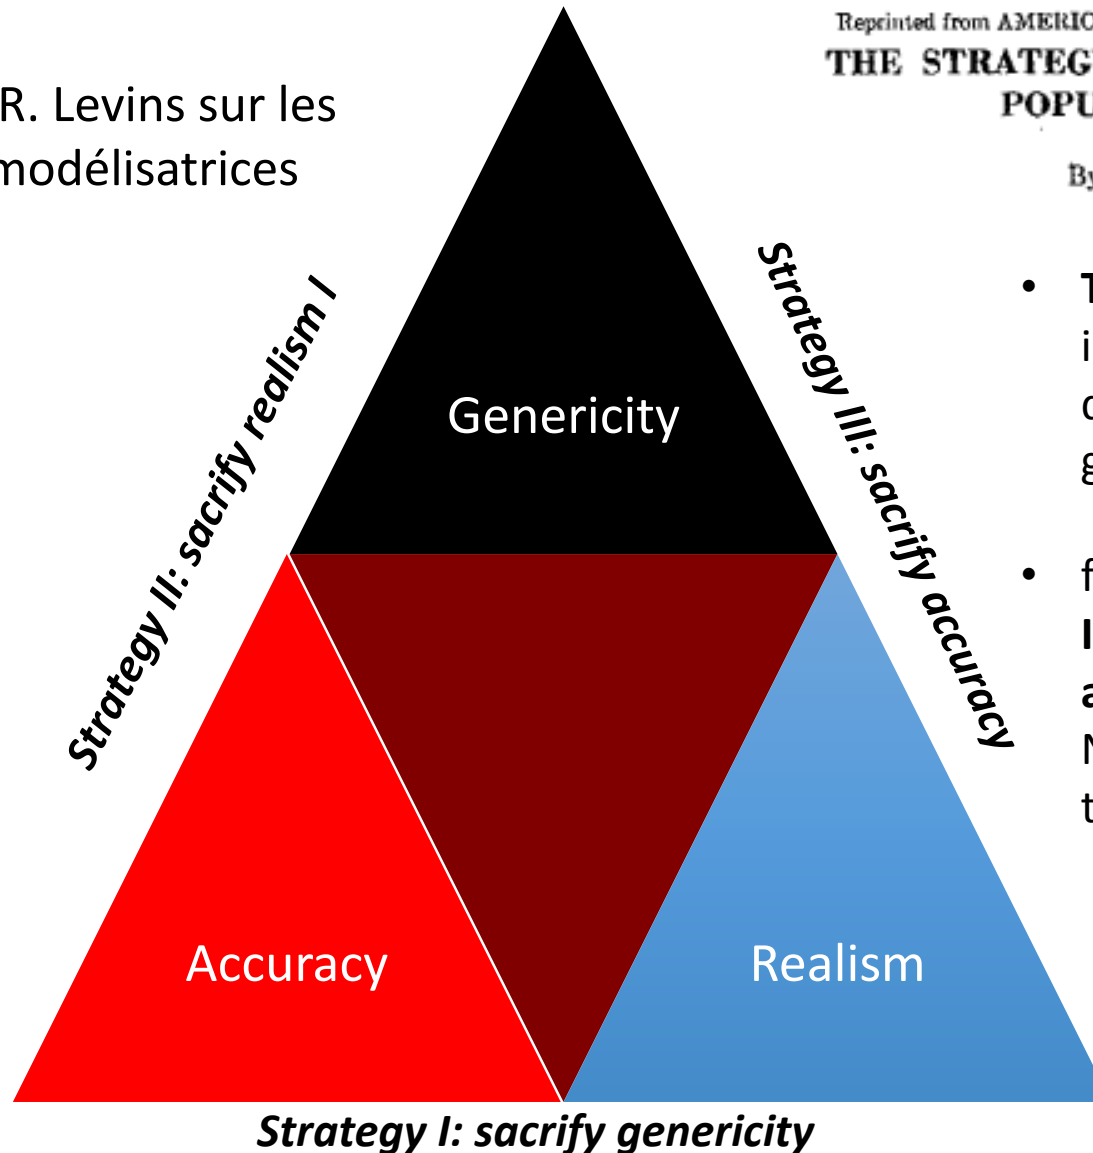 Reprinted from AMERIC
THE STRATEG
POPU
By
R. Levins sur les
modélisatrices
Strategy II: sacrify realism I
Strategy III: sacrify accuracy
Genericity
Accuracy
Realism
Strategy I: sacrify genericity
• T
i
g
• f
I
a
N
t